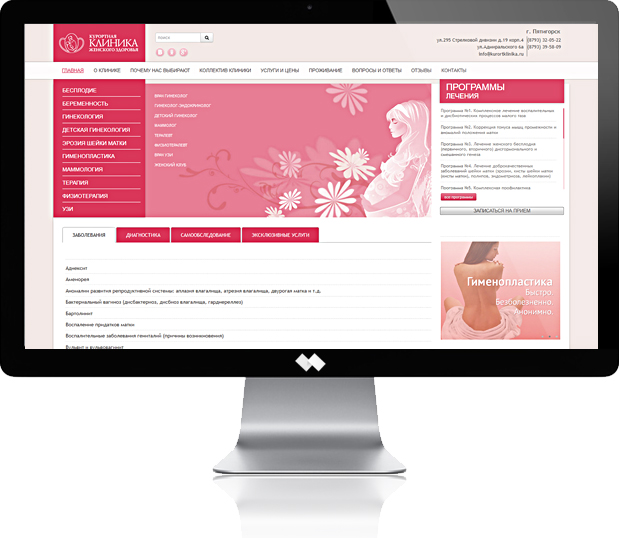 КУРОРТНАЯ
КЛИНИКА
ЖЕНСКОГО ЗДОРОВЬЯ
Поиск
г. Пятигорск
ул.295 Стрелковой дивизии д.19 корп.4 (8793) 32-05-22
ул.Адмиральского 6а (8793) 39-50-09
info@kurortklinika.ru
ГЛАВНАЯ О КЛИНИКЕ ПОЧЕМУ НАС ВЫБИРАЮТ КОЛЛЕКТИВ КЛИНИКИ УСЛУГИ И ЦЕНЫ ПРОЖИВАНИЕ ВОПРОСЫ И ОТВЕТЫ ОТЗЫВЫ КОНТАКТЫ
БЕСПЛОДИЕ
БЕРЕМЕННОСТЬ
ГИНЕКОЛОГИЯ
ДЕТСКАЯ ГИНЕКОЛОГИЯ
ЭРОЗИЯ ШЕЙКИ МАТКИ
ГИМЕНОПЛАСТИКА
МАММОЛОГИЯ
ТЕРАПИЯ
ФИЗИОТЕРАПИЯ
УЗИ
ВРАЧ ГИНЕКОЛОГ
ГИНЕКОЛОГ-ЭНДОКРИНОЛОГ
ДЕТСКИЙ ГИНЕКОЛОГ
МАММОЛОГ
ТЕРАПЕВТ
ФИЗИОТЕРАПЕВТ
ВРАЧ УЗИ
ЖЕНСКИЙ КЛУБ
ПРОГРАММЫ
ЛЕЧЕНИЯ
Программа №1. Комплексное лечение воспалительных
и дисбиотических процессов малого таза
Программа №2. Коррекция тонуса мышц промежности и
аномалий положения матки
Программа №3. Лечение женского бесплодия
(первичного, вторичного) дисгормонального и
смешанного генеза
Программа №4. Лечение доброкачественных
заболеваний шейки матки (эрозии, кисты шейки матки
(кисты матки), полипов, эндометриоза, лейкоплакии)
Программа №5. Комплексная профилактика
все программы
ЗАПИСАТЬСЯ НА ПРИЕМ
ЗАБОЛЕВАНИЯ ДИАГНОСТИКА САМООБСЛЕДОВАНИЕ ЭКСКЛЮЗИВНЫЕ УСЛУГИ
Аднексит
Аменорея
Аномалии развития репродуктивной системы: аплазия влагалища, атрезия влагалища, двурогая матка и т.д.
Бактериальный вагиноз (дисбактериоз, дисбиоз влагалища, гарднереллез)
Бартолинит
Воспаление придатков матки
Воспалительные заболевания гениталий (причины возникновения)
Вульвит и вульвовагинит
Гименопластика
Быстро.
Безболезненно.
Анонимно.